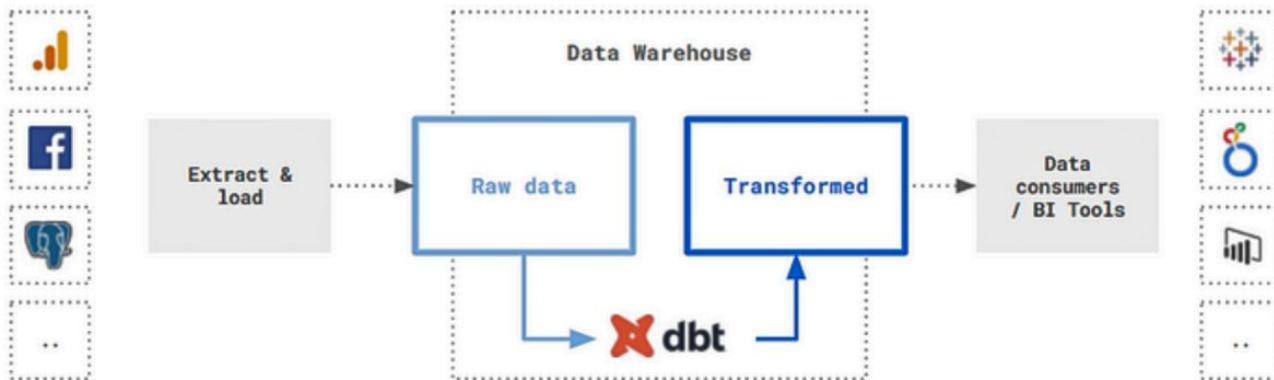 Data Warehouse
Extract &
load
Raw data
Transformed
Data
consumers
/ BI Tools
dbt
..
..